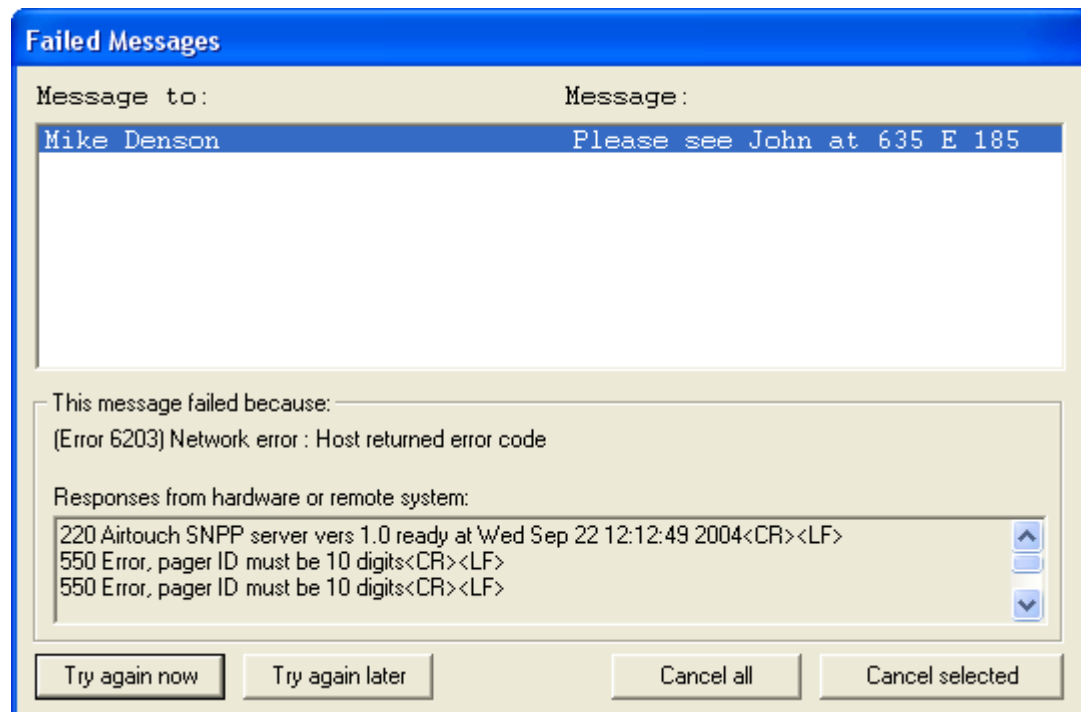 Failed Messages
Message to: Message:
Mike Denson Please see John at 635 E 185
This message failed because:
(Error 6203) Network error : Host returned error code
Responses from hardware or remote system:
220 Airtouch SNPP server vers 1.0 ready at Wed Sep 22 12:12:49 2004<CR><LF>
550 Error, pager ID must be 10 digits<CR><LF>
550 Error, pager ID must be 10 digits<CR><LF>
Try again now Try again later Cancel all Cancel selected